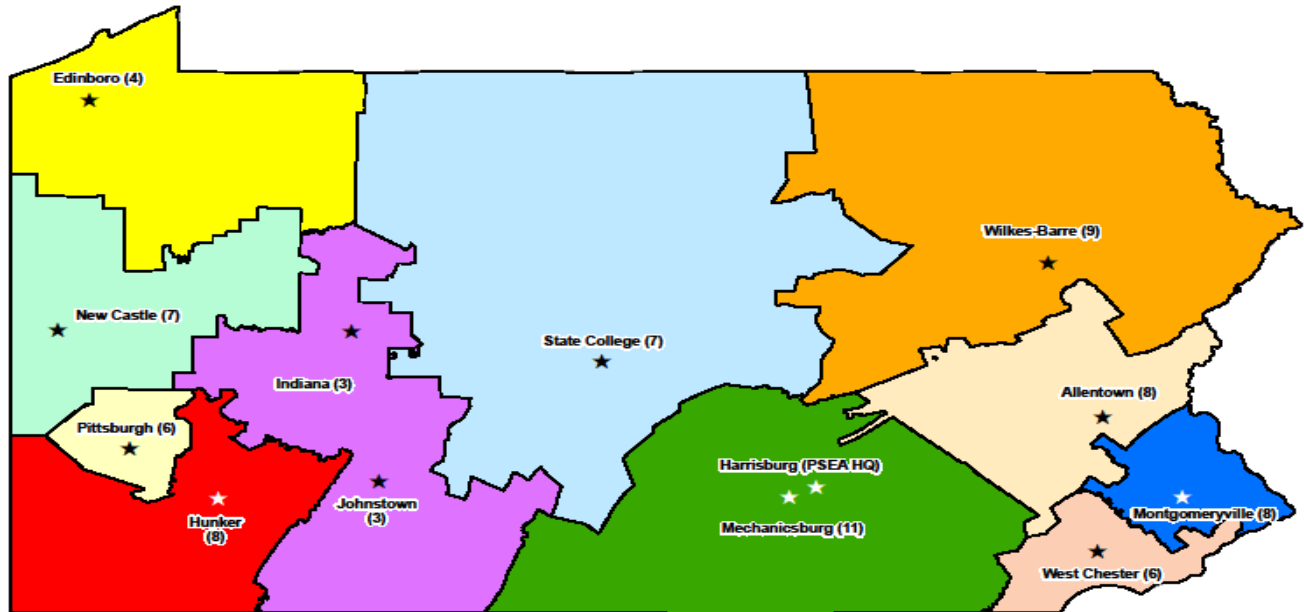 Edinboro (4)
Wilkes-Barre (9)
New Castle (7)
State College (7)
Indiana (3)
Allentown (8)
Pittsburgh (6)
Harrisburg (PSEA HQ)
Johnstown
(3)
Hunker
(8)
Montgomeryville (8)
Mechanicsburg (11)
West Chester (6)